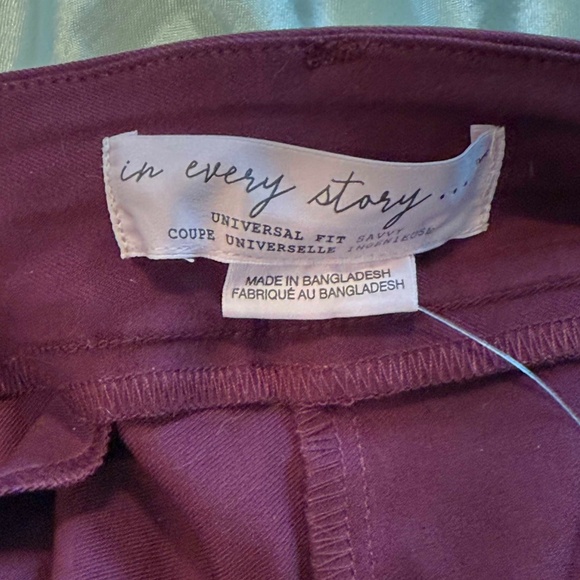 in every story....
UNIVERSAL FIT SAVVY
COUPE UNIVERSELLE
MADE IN BANGLADESH
FABRIQUÉ AU BANGLADESH